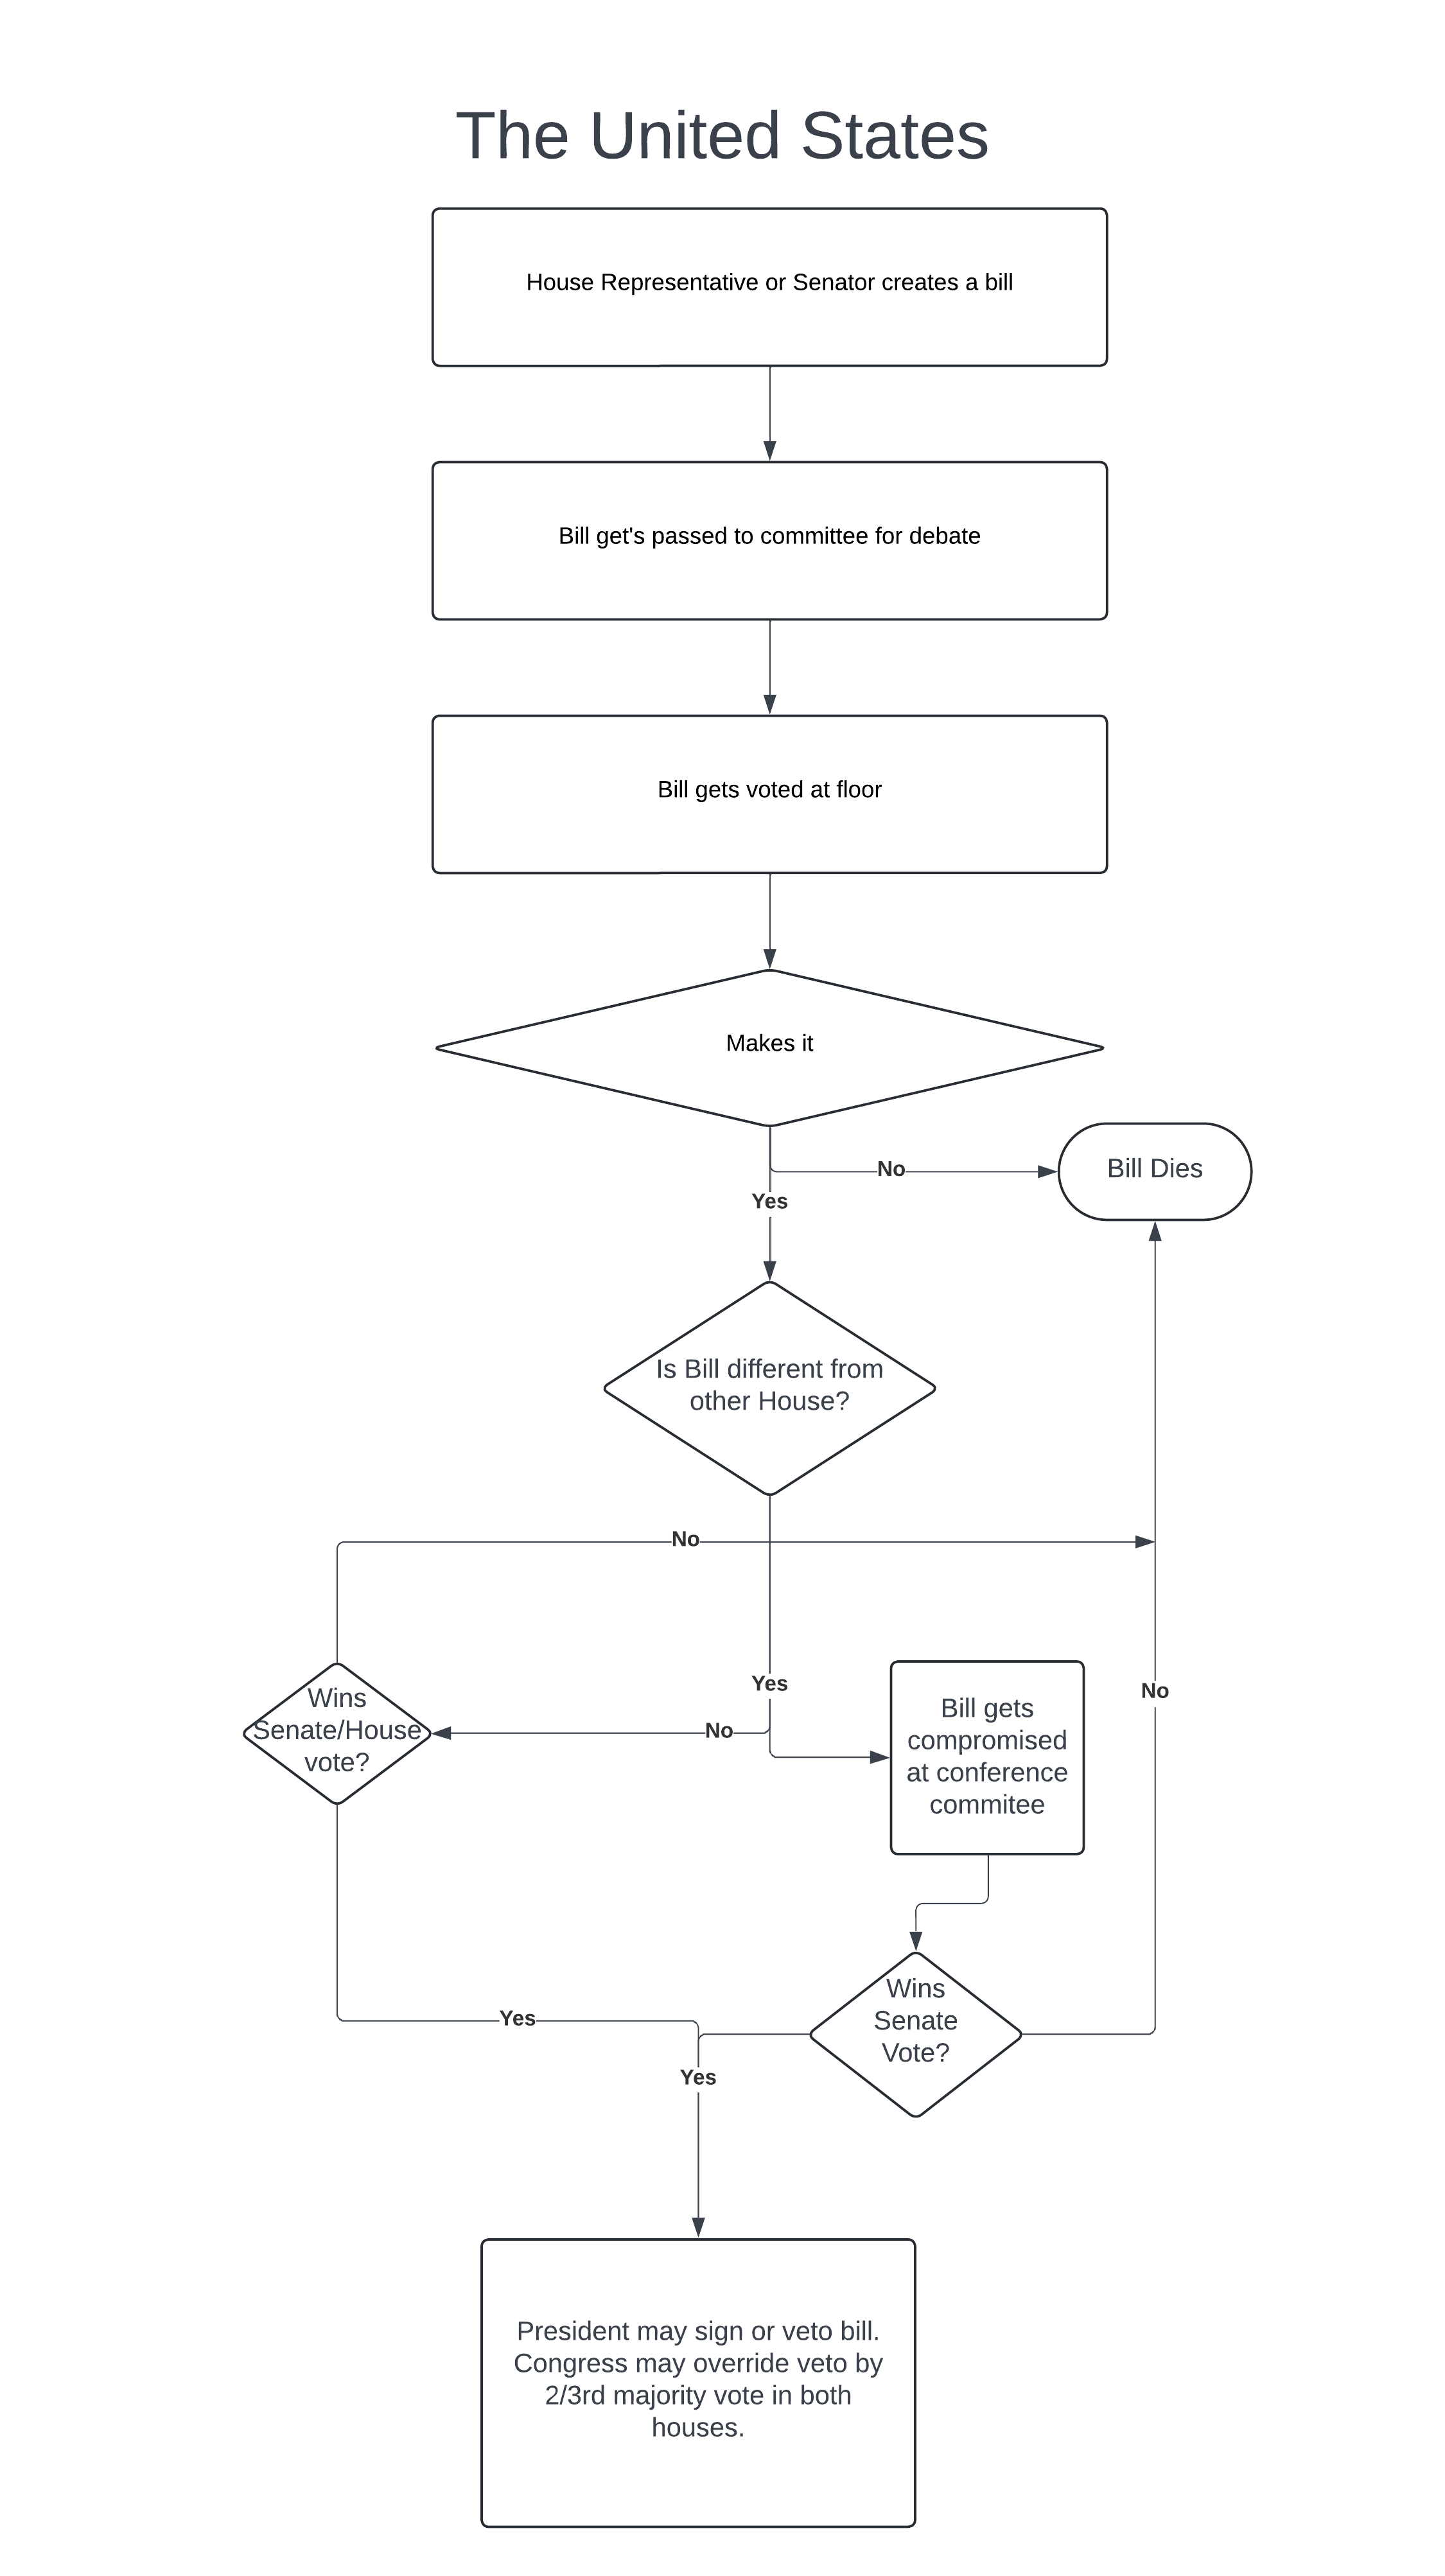 The United States
House Representative or Senator creates a bill
Bill get's passed to committee for debate
Bill gets voted at floor
Makes it
No
Bill Dies
Yes
Is Bill different from
other House?
No
Yes
No
No
Wins
Senate/House
vote?
Bill gets
compromised
at conference
commitee
Wins
Senate
Vote?
Yes
Yes
President may sign or veto bill.
Congress may override veto by
2/3rd majority vote in both
houses.